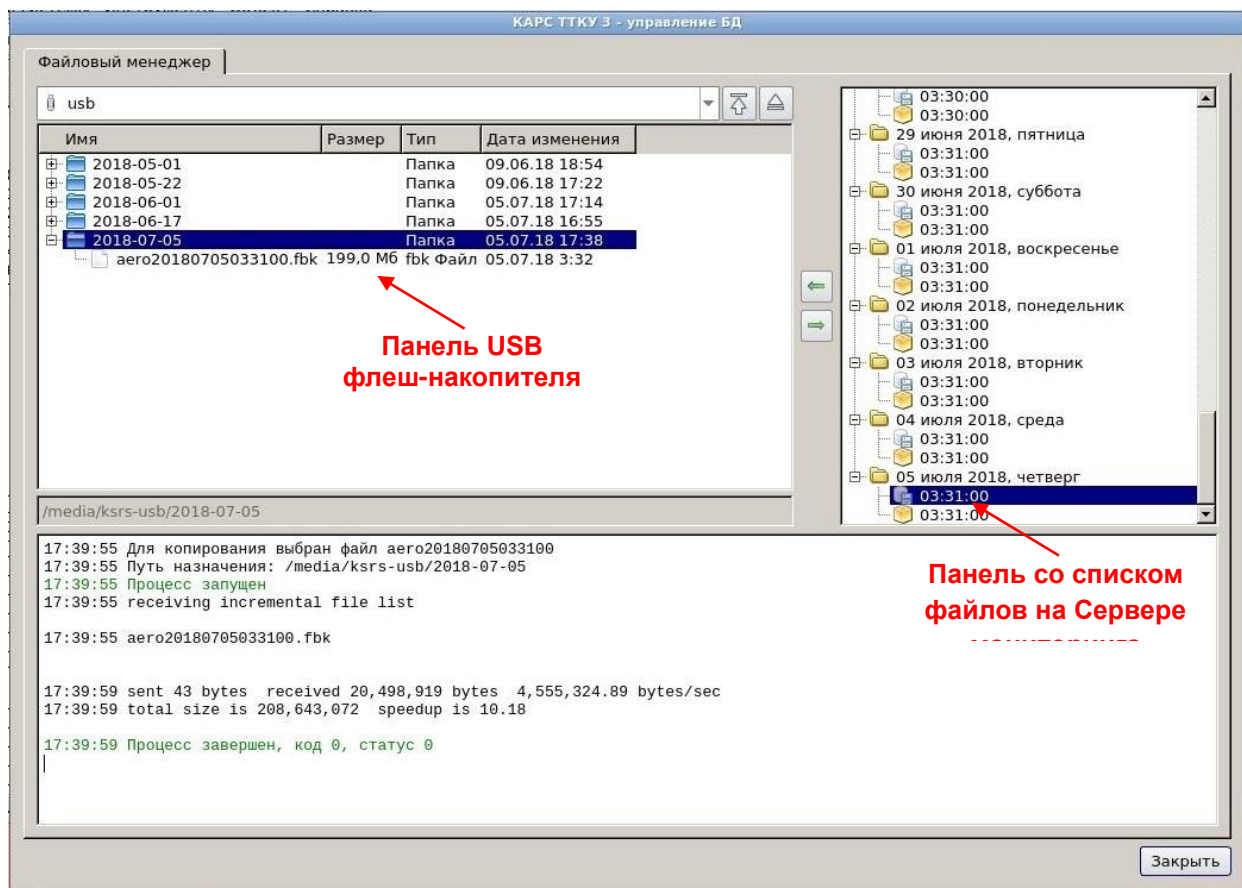 КАРС ТТКУ 3 - управление БД
Файловый менеджер
usb
Имя Размер Тип Дата изменения
2018-05-01 Папка 09.06.18 18:54
2018-05-22 Папка 09.06.18 17:22
2018-06-01 Папка 05.07.18 17:14
2018-06-17 Папка 05.07.18 16:55
2018-07-05 Папка 05.07.18 17:38
aero20180705033100.fbk 199,0 Мб fbk Файл 05.07.18 3:32
Панель USB
флеш-накопителя
/media/ksrs-usb/2018-07-05
03:30:00
03:30:00
29 июня 2018, пятница
03:31:00
03:31:00
30 июня 2018, суббота
03:31:00
03:31:00
01 июля 2018, воскресенье
03:31:00
03:31:00
02 июля 2018, понедельник
03:31:00
03:31:00
03 июля 2018, вторник
03:31:00
03:31:00
04 июля 2018, среда
03:31:00
03:31:00
05 июля 2018, четверг
03:31:00
03:31:00
Панель со списком
файлов на Сервере
17:39:55 Для копирования выбран файл aero20180705033100
17:39:55 Путь назначения: /media/ksrs-usb/2018-07-05
17:39:55 Процесс запущен
17:39:55 receiving incremental file list
17:39:55 aero20180705033100.fbk
17:39:59 sent 43 bytes received 20,498,919 bytes 4,555,324.89 bytes/sec
17:39:59 total size is 208,643,072 speedup is 10.18
17:39:59 Процесс завершен, код 0, статус 0
Закрыть